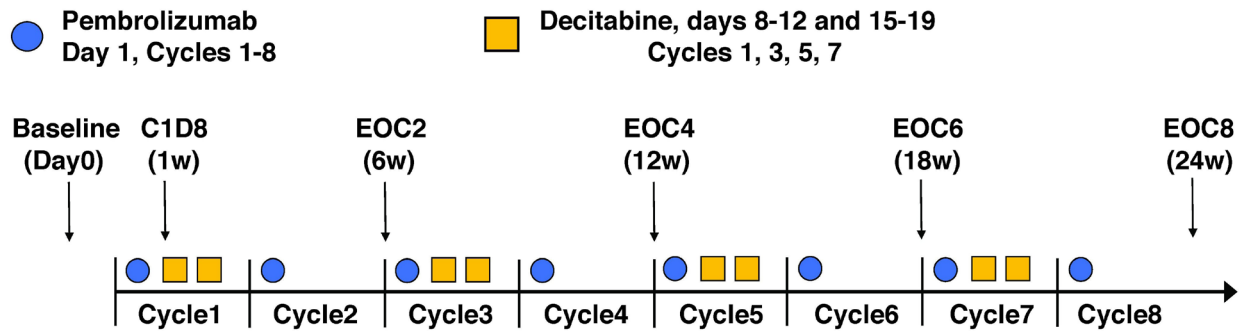 Pembrolizumab
Day 1, Cycles 1-8
Decitabine, days 8-12 and 15-19
Cycles 1, 3, 5, 7
Baseline
(Day0)
C1D8
(1w)
EOC2
(6w)
EOC4
(12w)
EOC6
(18w)
EOC8
(24w)
Cycle1
Cycle2
Cycle3
Cycle4
Cycle5
Cycle6
Cycle7
Cycle8